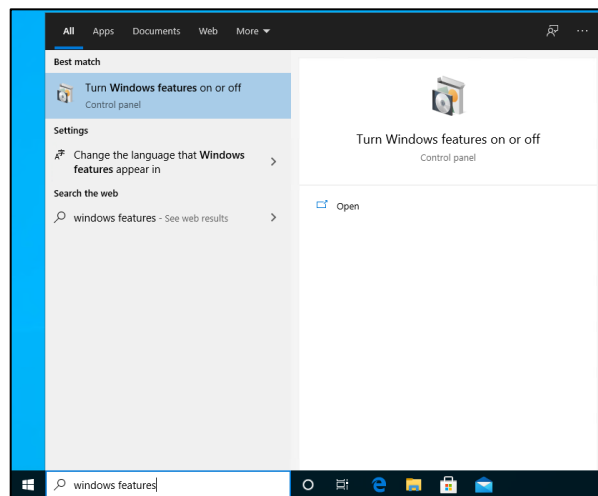 All Apps Documents Web More
Best match
Turn Windows features on or off
Control panel
Settings
Change the language that Windows
features appear in
Search the web
windows features - See web results
Turn Windows features on or off
Control panel
Open
windows features